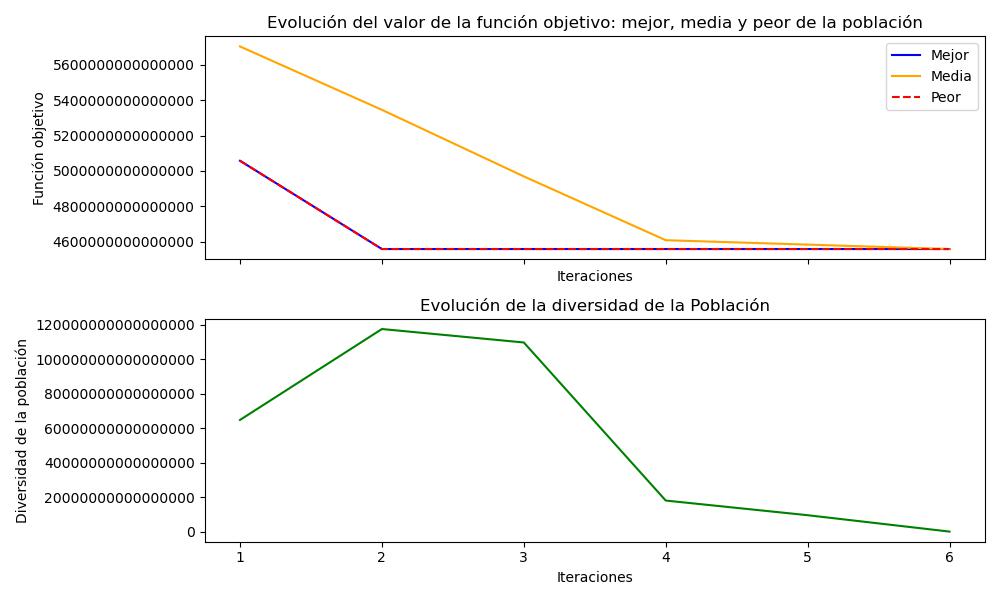 Evolución del valor de la función objetivo: mejor, media y peor de la población
Función objetivo
5600000000000000
5400000000000000
5200000000000000
5000000000000000
4800000000000000
4600000000000000
Mejor
Media
Peor
Iteraciones
Evolución de la diversidad de la Población
Diversidad de la población
120000000000000000
100000000000000000
80000000000000000
60000000000000000
40000000000000000
20000000000000000
0
1 2 3 4 5 6
Iteraciones